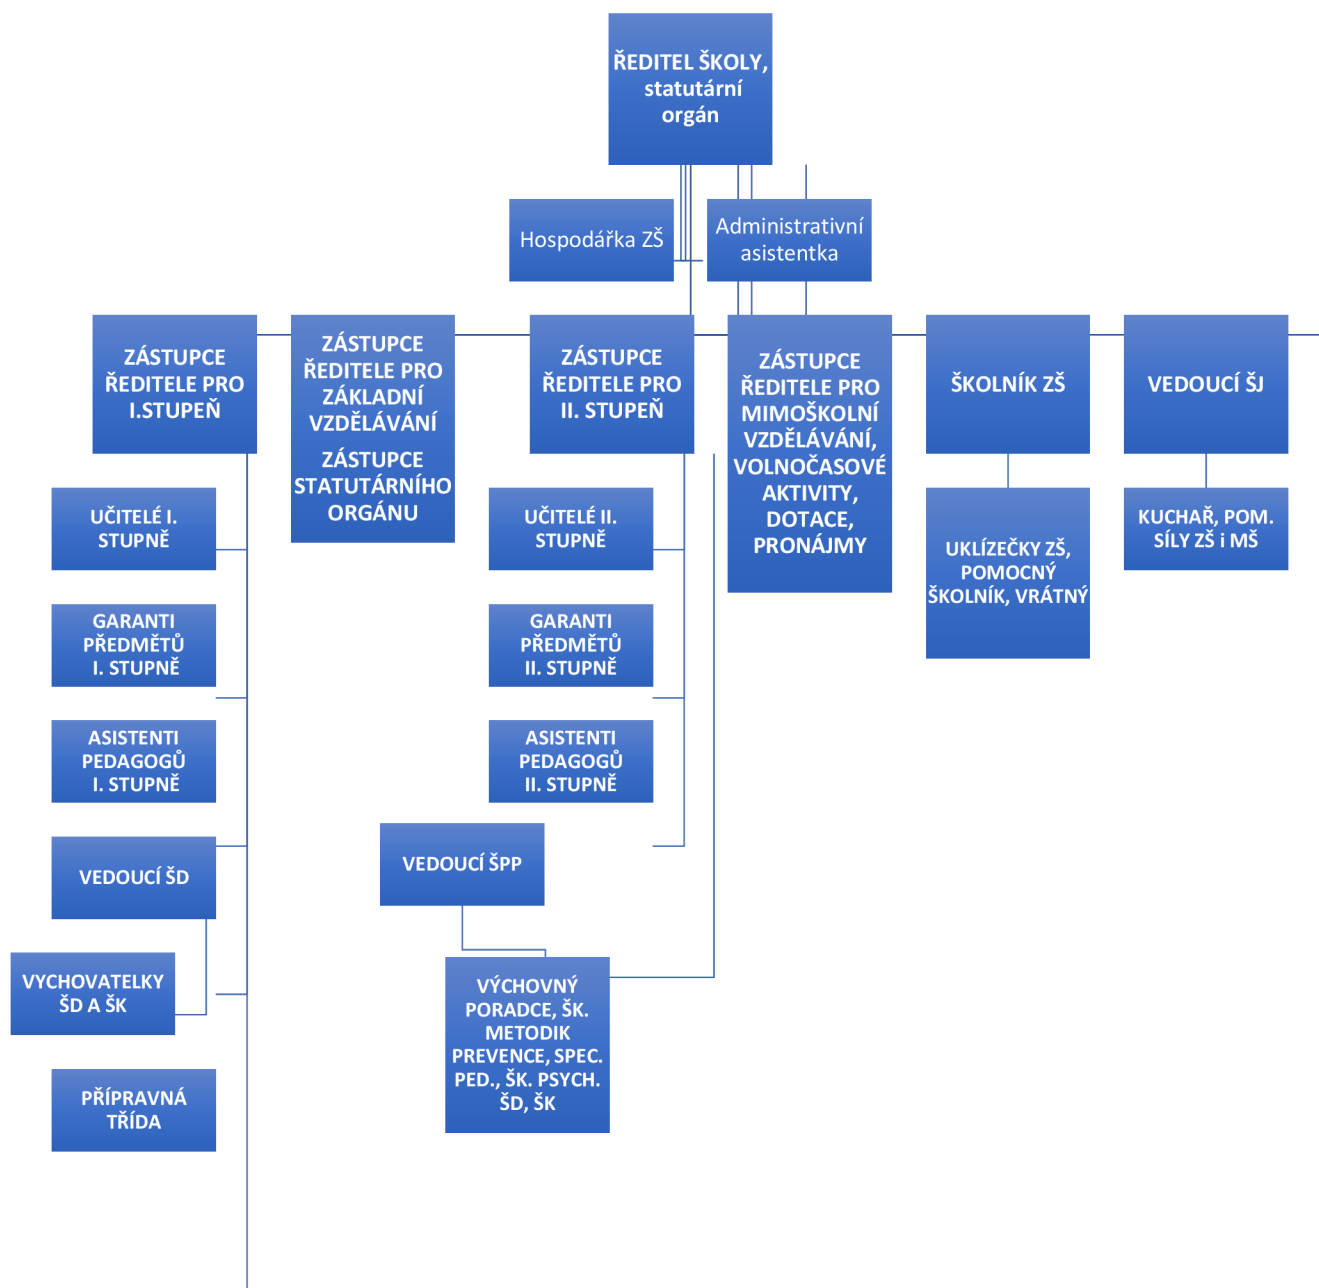 ŘEDITEL ŠKOLY,
statutární
orgán
Hospodářka ZŠ
Administrativní
asistentka
ZÁSTUPCE
ŘEDITELE PRO
I.STUPEŇ
ZÁSTUPCE
ŘEDITELE PRO
ZÁKLADNÍ
VZDĚLÁVÁNÍ
ZÁSTUPCE
STATUTÁRNÍHO
ORGÁNU
ZÁSTUPCE
ŘEDITELE PRO
II. STUPEŇ
ZÁSTUPCE
ŘEDITELE PRO
MIMOŠKOLNÍ
VZDĚLÁVÁNÍ,
VOLNOČASOVÉ
AKTIVITY,
DOTACE,
PRONÁJMY
ŠKOLNÍK ZŠ
VEDOUCÍ ŠJ
UČITELÉ I.
STUPNĚ
GARANTI
PŘEDMĚTŮ
I. STUPNĚ
ASISTENTI
PEDAGOGŮ
I. STUPNĚ
VEDOUCÍ ŠD
VYCHOVATELKY
ŠD A ŠK
PŘÍPRAVNÁ
TŘÍDA
UČITELÉ II.
STUPNĚ
GARANTI
PŘEDMĚTŮ
II. STUPNĚ
ASISTENTI
PEDAGOGŮ
II. STUPNĚ
VEDOUCÍ ŠPP
VÝCHOVNÝ
PORADCE, ŠK.
METODIK
PREVENCE, SPEC.
PED., ŠK. PSYCH.
ŠD, ŠK
UKLÍZEČKY ZŠ,
POMOCNÝ
ŠKOLNÍK, VRÁTNÝ
KUCHAŘ, POM.
SÍLY ZŠ i MŠ